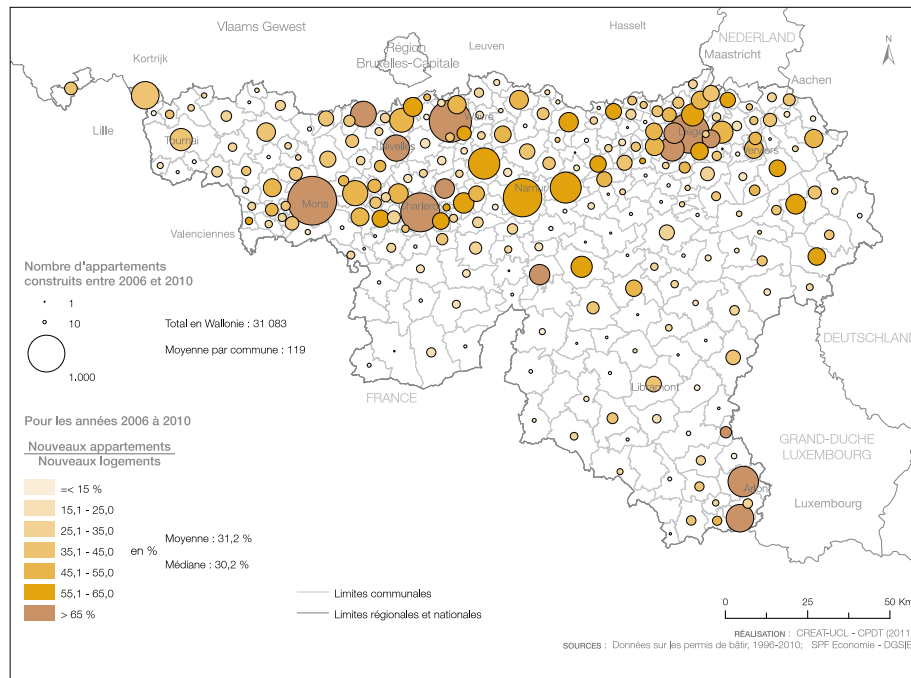 Vlaams Gewest
Hasselt
NEDERLAND
Kortrijk
Région
Bruxelles-Capitale
Leuven
Maastricht
N
Aachen
Lille
Tournai
Wavre
Liège
Nivelles
Verviers
Namur
Mons
Charleroi
Valenciennes
Nombre d'appartements
construits entre 2006 et 2010
1
10
Total en Wallonie : 31 083
Moyenne par commune : 119
1.000
DEUTSCHLAND
FRANCE
Libramont
Pour les années 2006 à 2010
GRAND-DUCHE
LUXEMBOURG
Nouveaux appartements
Nouveaux logements
Arlon
Luxembourg
=< 15 %
15,1 - 25,0
25,1 - 35,0
35,1 - 45,0
en %
45,1 - 55,0
55,1 - 65,0
> 65 %
Moyenne : 31,2 %
Médiane : 30,2 %
Limites communales
Limites régionales et nationales
0 25 50 Km
RÉALISATION : CREAT-UCL - CPDT (2011)
SOURCES : Données sur les permis de bâtir, 1996-2010; SPF Economie - DGSIE